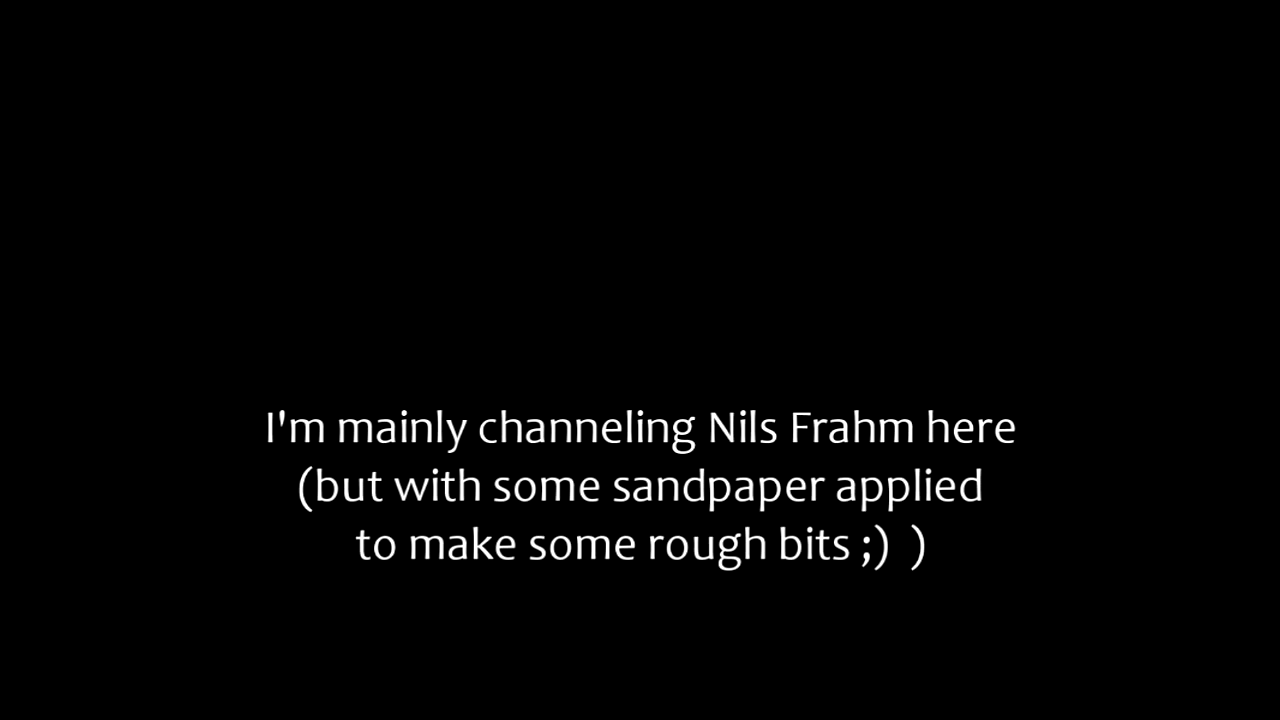 I'm mainly channeling Nils Frahm here
(but with some sandpaper applied
to make some rough bits ;)  )